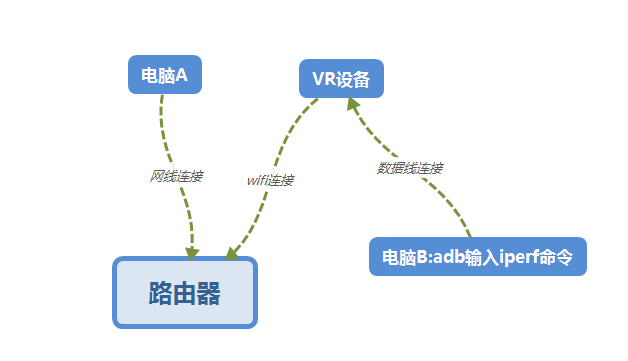 电脑A
VR设备
数据线连接
网线连接
wifi连接
电脑B:adb输入iperf命令
路由器